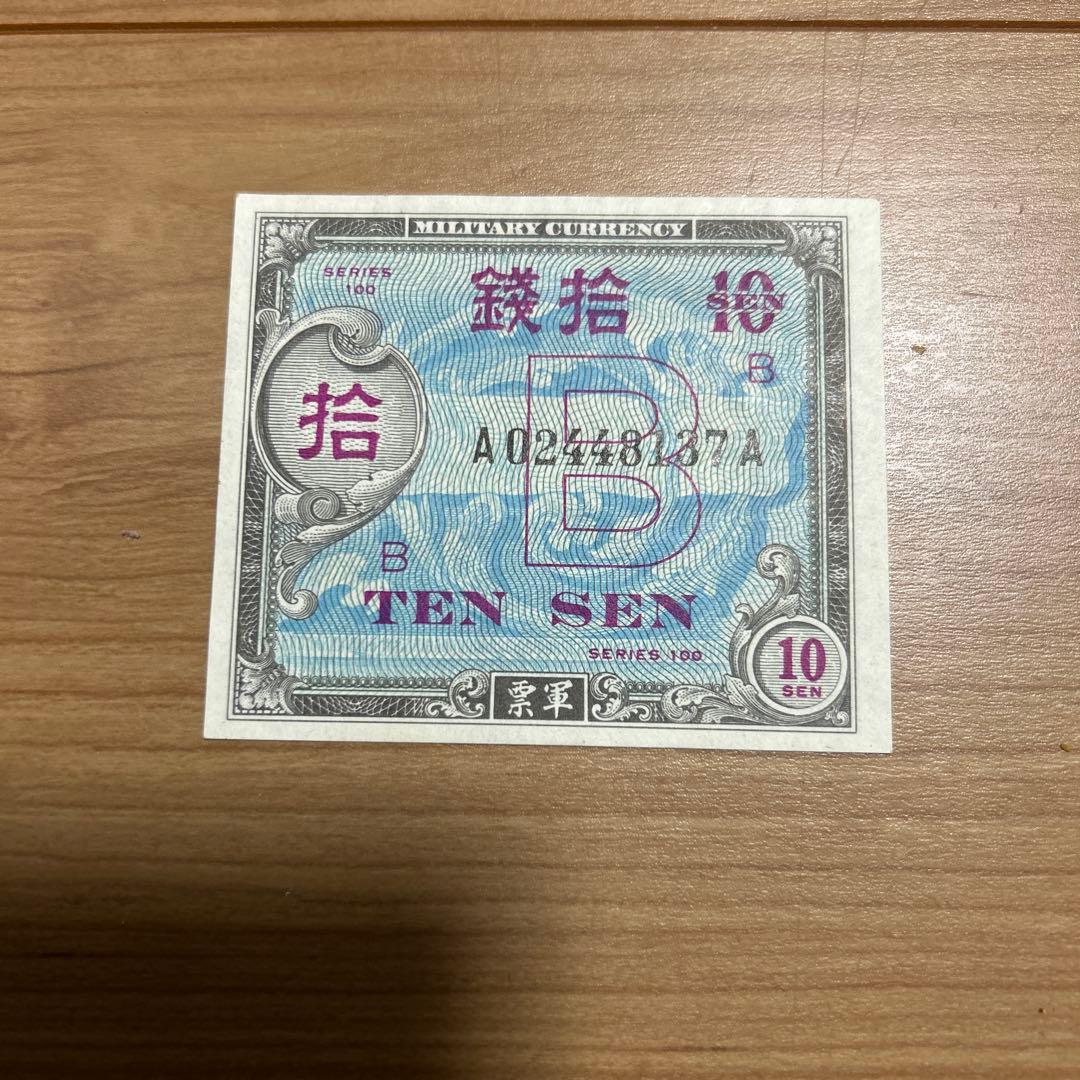 MILITARY CURRENCY
SERIES
100
錢拾
10
SEN
B
拾
B
A02448137A
B
TEN SEN
SERIES 100
10
SEN
票軍